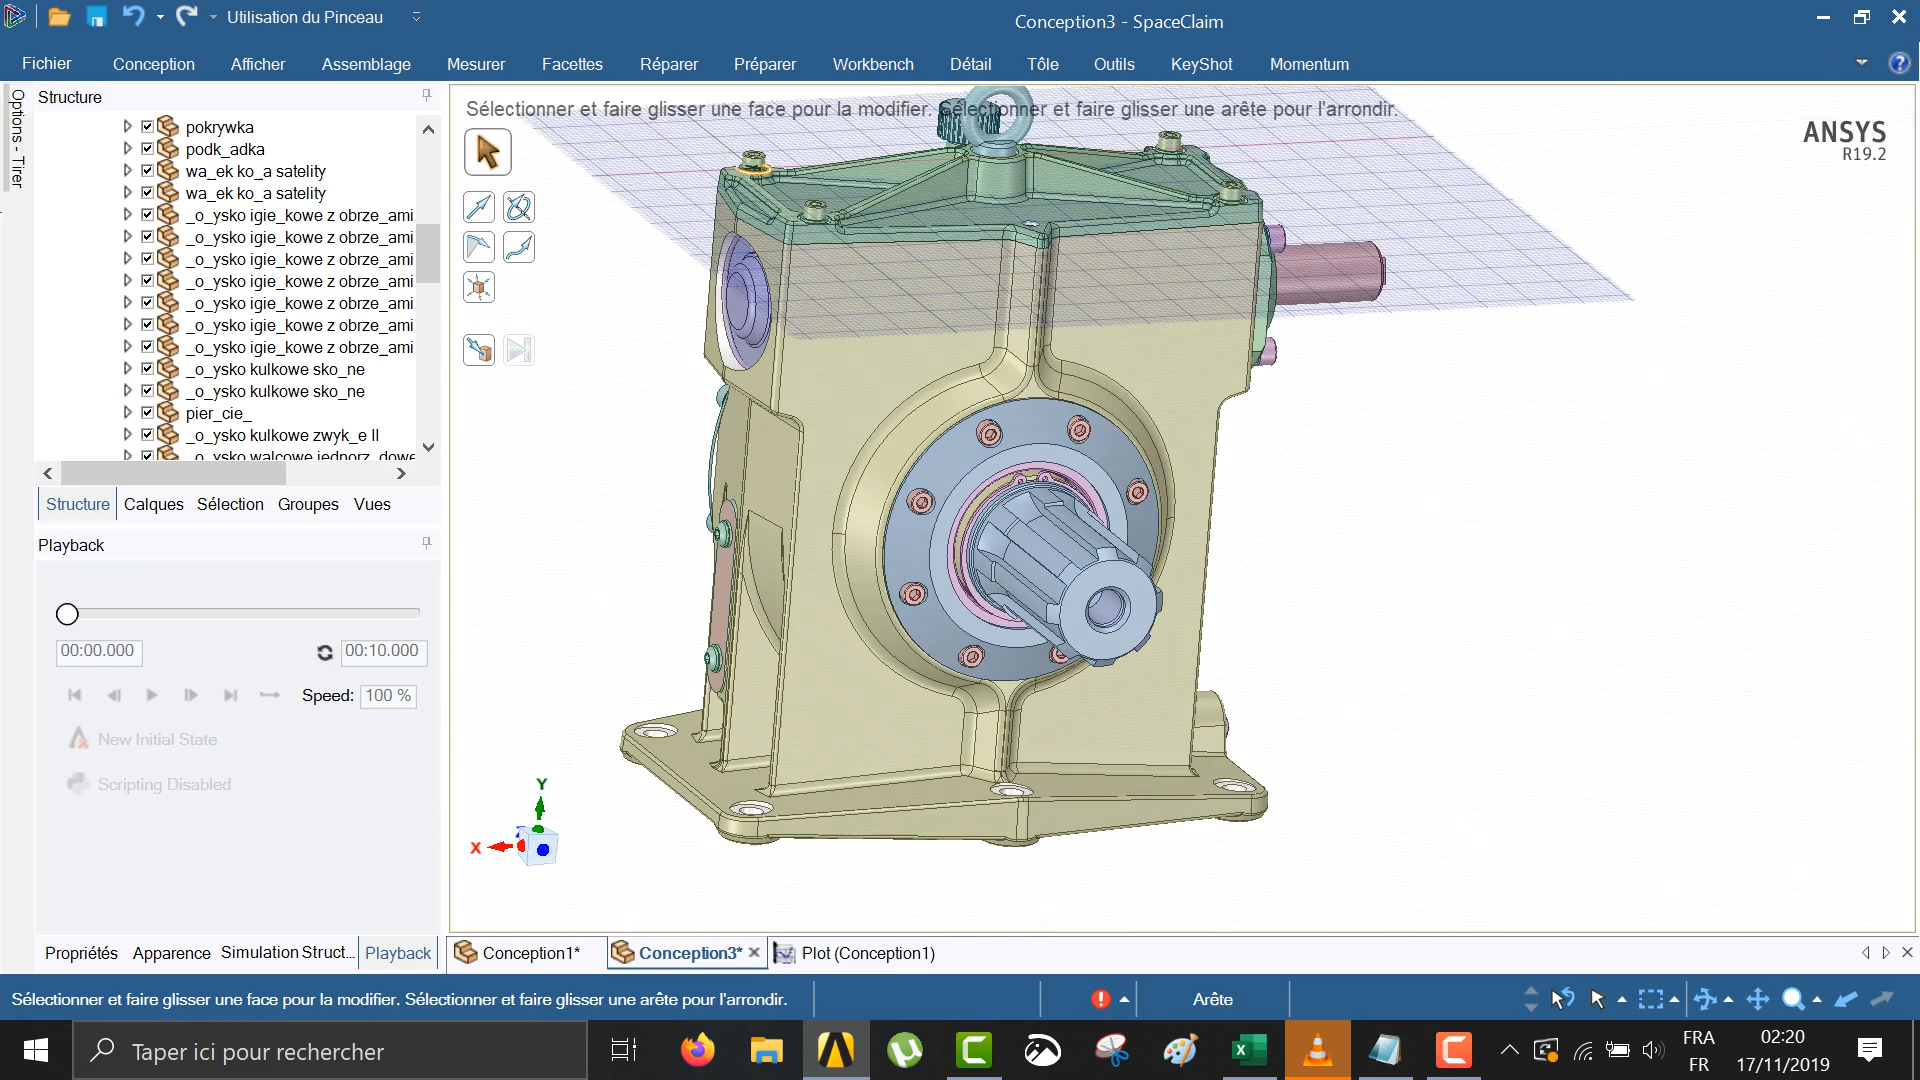 Utilisation du Pinceau
Conception3 - SpaceClaim
Fichier Conception Afficher Assemblage Mesurer Facettes Réparer Préparer Workbench Détail Tôle Outils KeyShot Momentum
Options - Tirer
Structure
pokrywka
podk_adka
wa_ek ko_a satelity
wa_ek ko_a satelity
_o_ysko igie_kowe z obrze_ami
_o_ysko igie_kowe z obrze_ami
_o_ysko igie_kowe z obrze_ami
_o_ysko igie_kowe z obrze_ami
_o_ysko igie_kowe z obrze_ami
_o_ysko igie_kowe z obrze_ami
_o_ysko igie_kowe z obrze_ami
_o_ysko kulkowe sko_ne
_o_ysko kulkowe sko_ne
pier_cie_
_o_ysko kulkowe zwyk_e II
_o_ysko walcowe jednorz_dowe
Structure Calques Sélection Groupes Vues
Playback
00:00.000 00:10.000
Speed: 100 %
New Initial State
Scripting Disabled
Propriétés Apparence Simulation Struct... Playback
Sélectionner et faire glisser une face pour la modifier. Sélectionner et faire glisser une arête pour l'arrondir.
ANSYS
R19.2
Y
X
Z
Conception1* Conception3* Plot (Conception1)
Sélectionner et faire glisser une face pour la modifier. Sélectionner et faire glisser une arête pour l'arrondir.
Arête
Taper ici pour rechercher
FRA
FR
02:20
17/11/2019